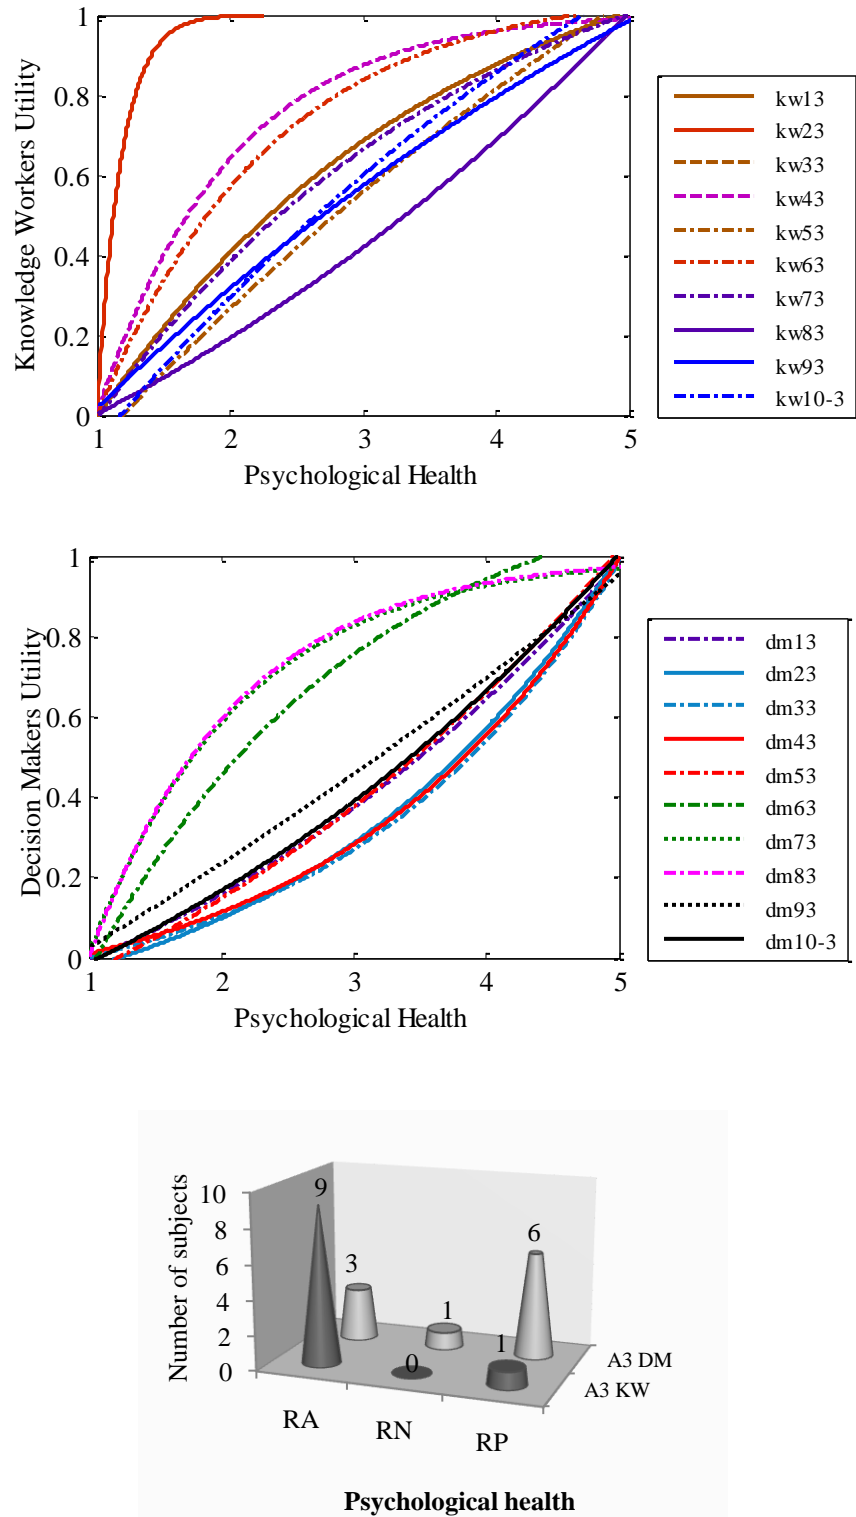 1
0.8
0.6
0.4
0.2
0
1
2
3
4
5
Knowledge Workers Utility
Psychological Health
kw13
kw23
kw33
kw43
kw53
kw63
kw73
kw83
kw93
kw10-3
1
0.8
0.6
0.4
0.2
0
1
2
3
4
5
Decision Makers Utility
Psychological Health
dm13
dm23
dm33
dm43
dm53
dm63
dm73
dm83
dm93
dm10-3
Number of subjects
10
8
6
4
2
0
9
3
0
1
1
6
RA
RN
RP
A3 DM
A3 KW
Psychological health